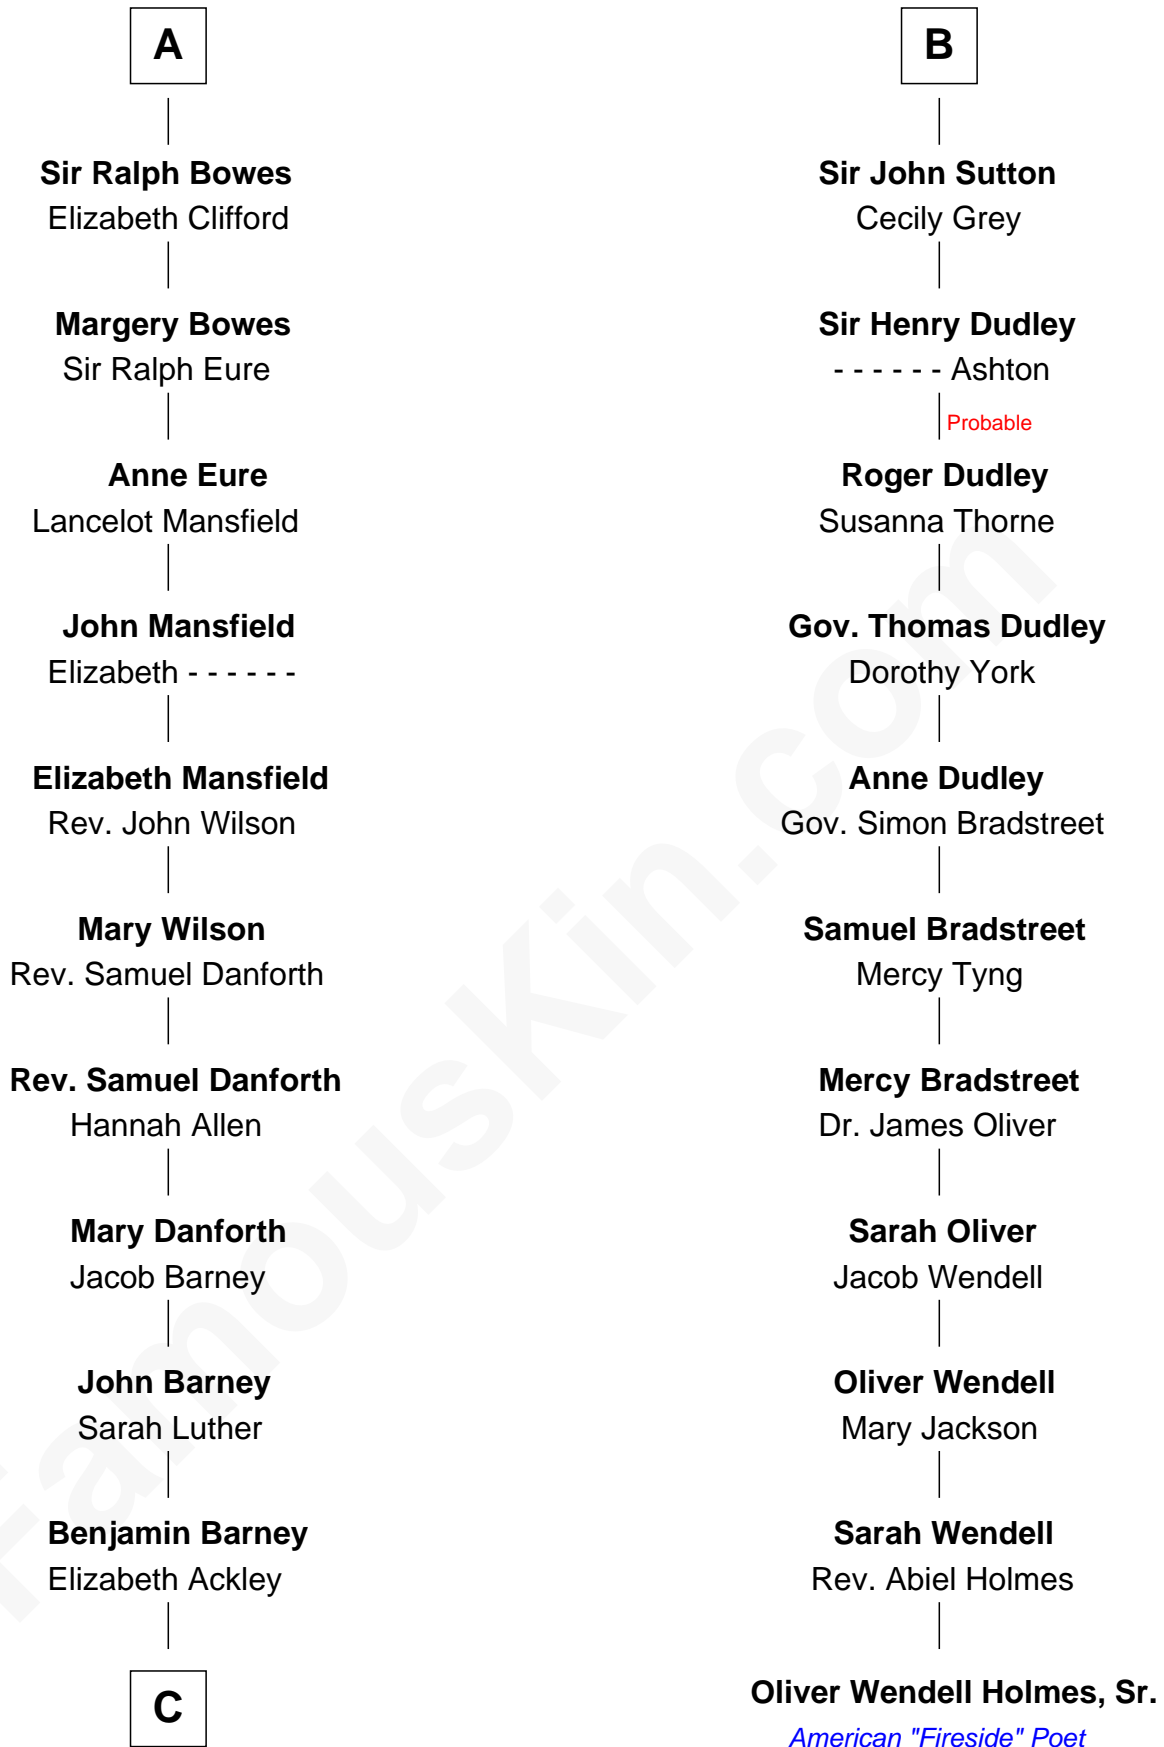 A
Sir Ralph Bowes
Elizabeth Clifford
Margery Bowes
Sir Ralph Eure
Anne Eure
Lancelot Mansfield
John Mansfield
Elizabeth - - - - - -
Elizabeth Mansfield
Rev. John Wilson
Mary Wilson
Rev. Samuel Danforth
Rev. Samuel Danforth
Hannah Allen
Mary Danforth
Jacob Barney
John Barney
Sarah Luther
Benjamin Barney
Elizabeth Ackley
C
B
Sir John Sutton
Cecily Grey
Sir Henry Dudley
- - - - - - Ashton
Probable
Roger Dudley
Susanna Thorne
Gov. Thomas Dudley
Dorothy York
Anne Dudley
Gov. Simon Bradstreet
Samuel Bradstreet
Mercy Tyng
Mercy Bradstreet
Dr. James Oliver
Sarah Oliver
Jacob Wendell
Oliver Wendell
Mary Jackson
Sarah Wendell
Rev. Abiel Holmes
Oliver Wendell Holmes, Sr.
American "Fireside" Poet
FamousKin.com